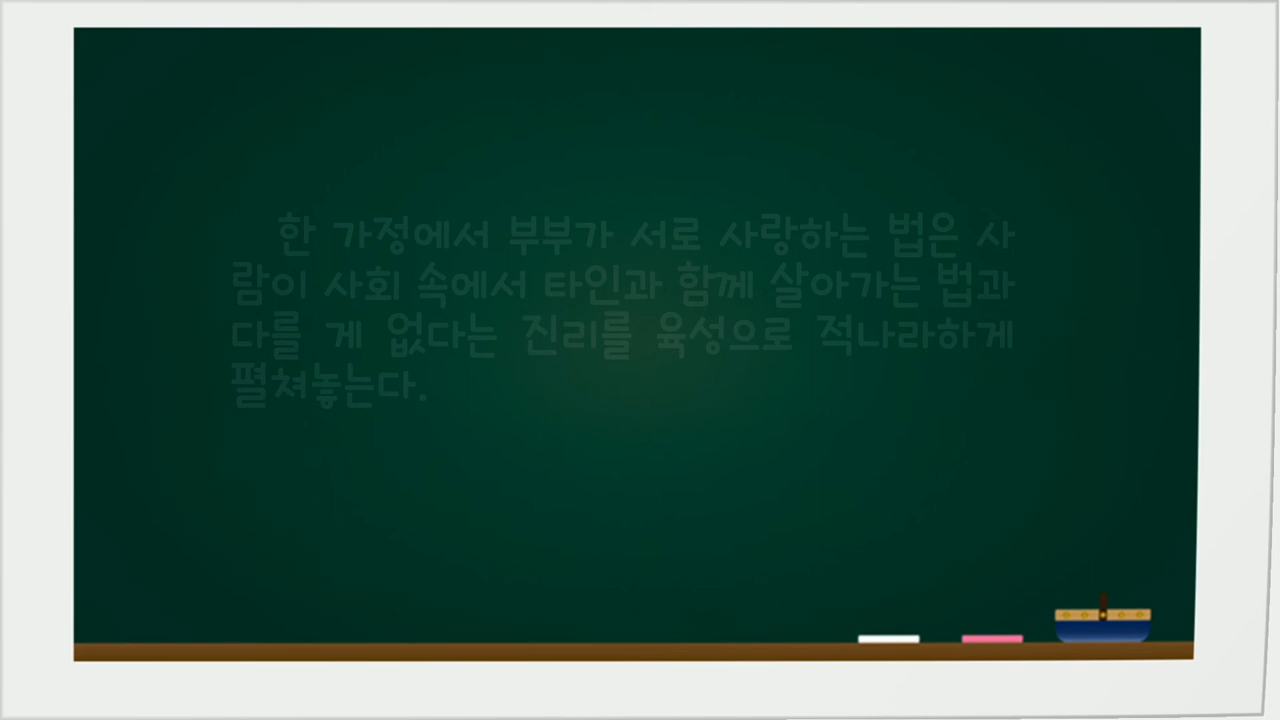 한 가정에서 부부가 서로 사랑하는 법은 사
람이 사회 속에서 타인과 함께 살아가는 법과
다를 게 없다는 진리를 육성으로 적나라하게
펼쳐놓는다.